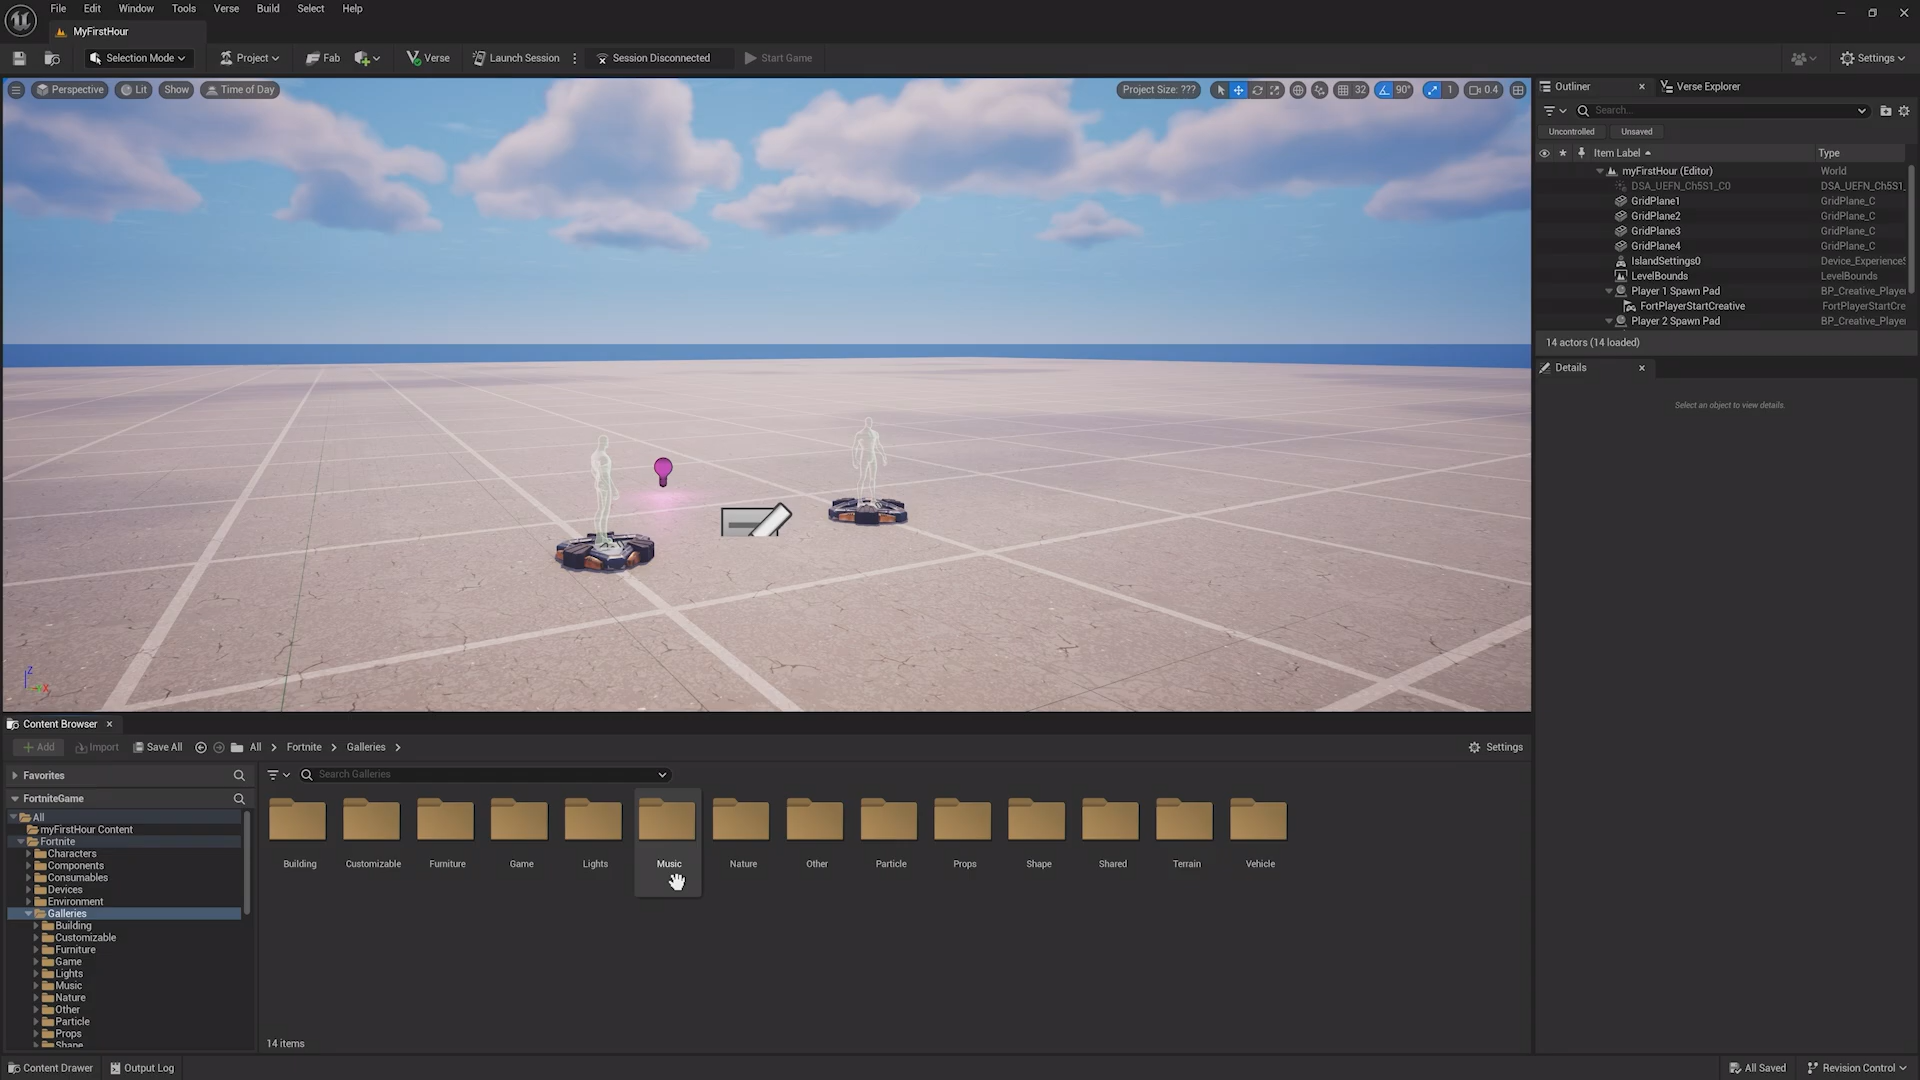 File Edit Window Tools Verse Build Select Help
MyFirstHour
Selection Mode Project Fab Verse Launch Session Session Disconnected Start Game Settings
Perspective Lit Show Time of Day Project Size: ??? 32 90° 1 0.4
Outliner Verse Explorer
Search...
Uncontrolled Unsaved
Item Label Type
myFirstHour (Editor) World
DSA_UEFN_Ch5S1_C0 DSA_UEFN_Ch5S1_
GridPlane1 GridPlane_C
GridPlane2 GridPlane_C
GridPlane3 GridPlane_C
GridPlane4 GridPlane_C
IslandSettings0 Device_Experience
LevelBounds LevelBounds
Player 1 Spawn Pad BP_Creative_Player
FortPlayerStartCreative FortPlayerStartCre
Player 2 Spawn Pad BP_Creative_Player
14 actors (14 loaded)
Details
Select an object to view details.
Z
X
Content Browser
Add Import Save All All Fortnite Galleries Settings
Favorites
Search Galleries
FortniteGame
All
myFirstHour Content
Fortnite
Characters
Components
Consumables
Devices
Environment
Galleries
Building
Customizable
Furniture
Game
Lights
Music
Nature
Other
Particle
Props
Shape
Building Customizable Furniture Game Lights Music Nature Other Particle Props Shape Shared Terrain Vehicle
14 items
Content Drawer Output Log All Saved Revision Control